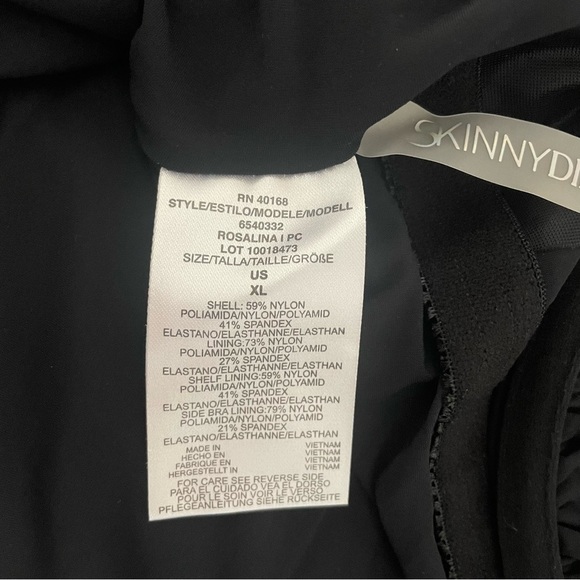 SKINNYDI
RN 40168
STYLE/ESTILO/MODELE/MODELL
6540332
ROSALINA I PC
LOT 10018473
SIZE/TALLA/TAILLE/GRÖßE
US
XL
SHELL: 59% NYLON
POLIAMIDA/NYLON/POLYAMID
41% SPANDEX
ELASTANO/ELASTHANNE/ELASTHAN
LINING:73% NYLON
POLIAMIDA/NYLON/POLYAMID
27% SPANDEX
ELASTANO/ELASTHANNE/ELASTHAN
SHELF LINING:59% NYLON
POLIAMIDA/NYLON/POLYAMID
41% SPANDEX
ELASTANO/ELASTHANNE/ELASTHAN
SIDE BRA LINING:79% NYLON
POLIAMIDA/NYLON/POLYAMID
21% SPANDEX
ELASTANO/ELASTHANNE/ELASTHAN
MADE IN VIETNAM
HECHO EN VIETNAM
FABRIQUE EN VIETNAM
HERGESTELLT IN VIETNAM
FOR CARE SEE REVERSE SIDE
PARA EL CUIDADO VEA EL DORSO
POUR LE SOIN VOIR LE VERSO
PFLEGEANLEITUNG SIEHE RÜCKSEITE